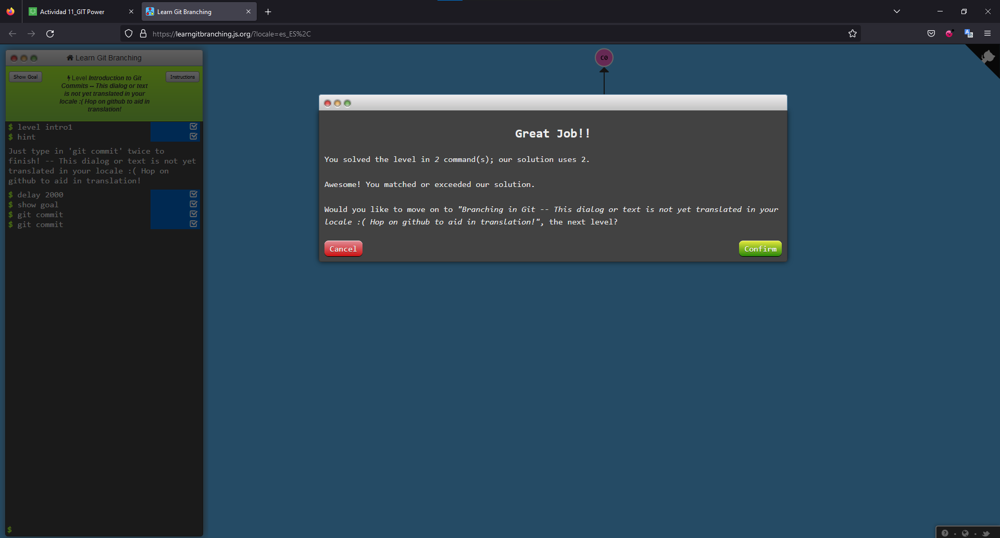 Actividad 11_GIT Power
Learn Git Branching
https://learngitbranching.js.org/?locale=es_ES%2C
Learn Git Branching
Show Goal
Level Introduction to Git
Commits -- This dialog or text
is not yet translated in your
locale :( Hop on github to aid in
translation!
Instructions
$ level intro1
$ hint
Just type in 'git commit' twice to
finish! -- This dialog or text is not yet
translated in your locale :( Hop on
github to aid in translation!
$ delay 2000
$ show goal
$ git commit
$ git commit
$
C0
Great Job!!
You solved the level in 2 command(s); our solution uses 2.
Awesome! You matched or exceeded our solution.
Would you like to move on to "Branching in Git -- This dialog or text is not yet translated in your
locale :( Hop on github to aid in translation!", the next level?
Cancel
Confirm